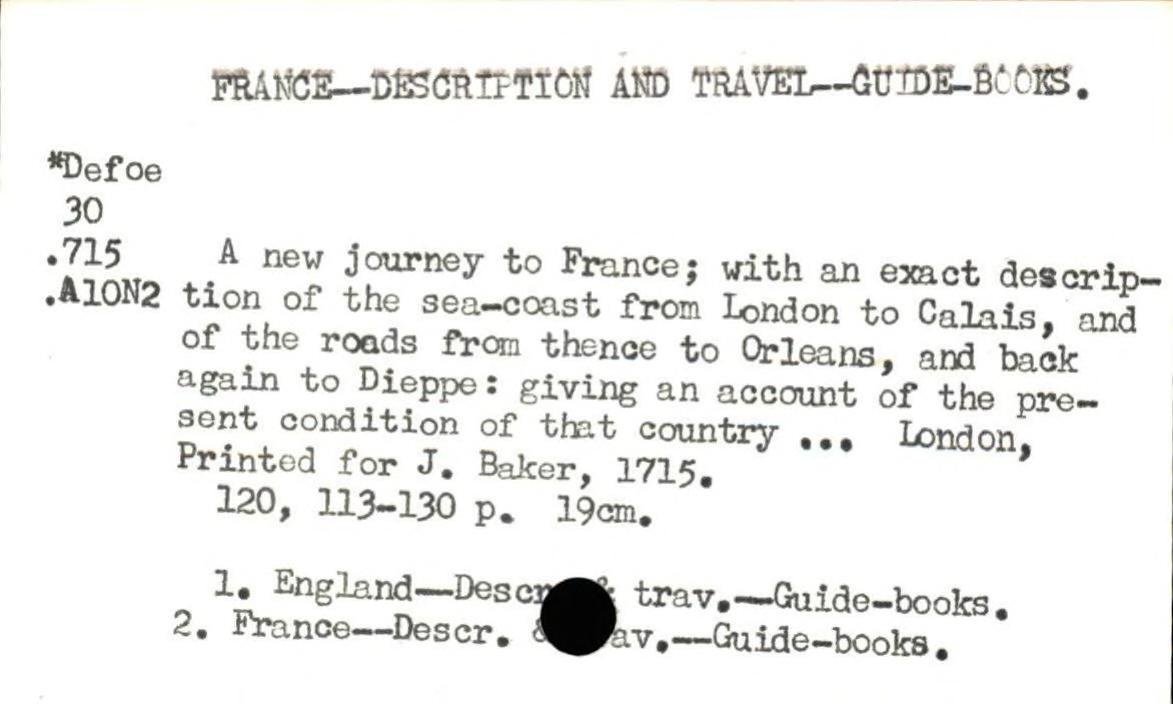 FRANCE--DESCRIPTION AND TRAVEL--GUIDE-BOOKS.
*Defoe
30
.715 A new journey to France; with an exact descrip-
.A10N2 tion of the sea-coast from London to Calais, and
of the roads from thence to Orleans, and back
again to Dieppe: giving an account of the pre-
sent condition of that country ... London,
Printed for J. Baker, 1715.
120, 113-130 p. 19cm.
1. England--Descr & trav.--Guide-books.
2. France--Descr. & av.--Guide-books.